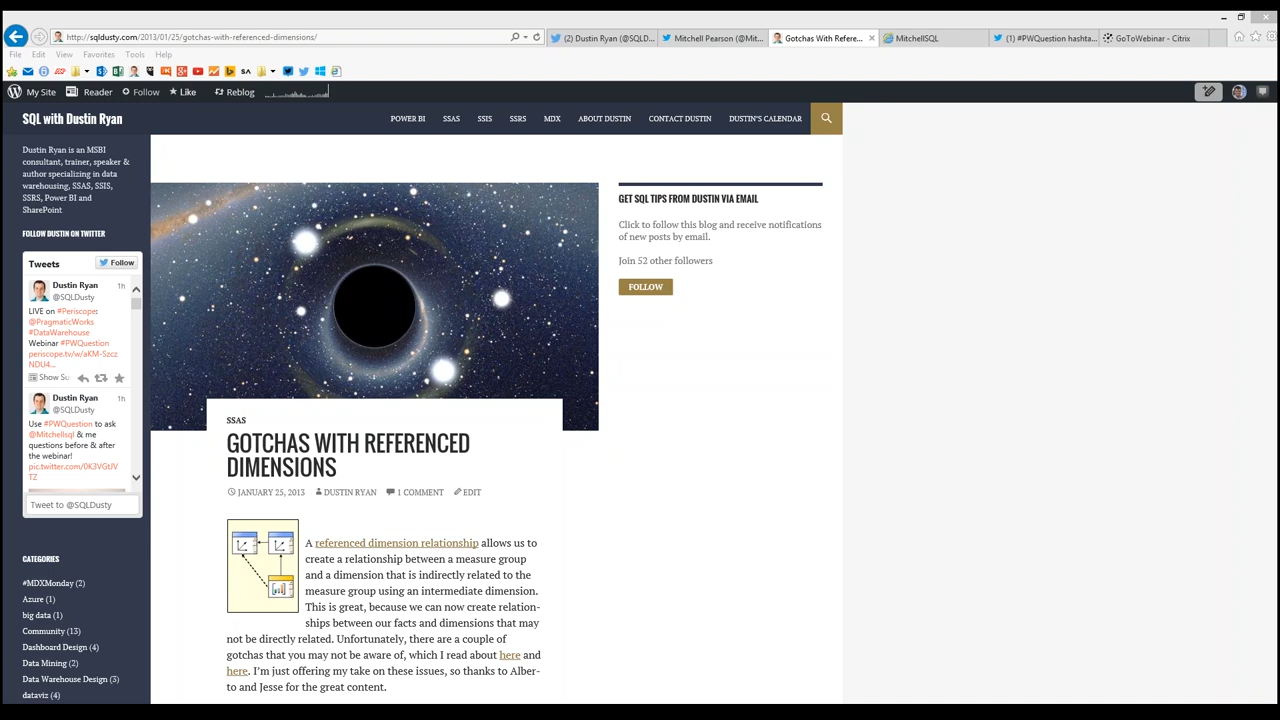 http://sqldusty.com/2013/01/25/gotchas-with-referenced-dimensions/
(2) Dustin Ryan (@SQLD...
Mitchell Pearson (@Mit...
Gotchas With Refere...
MitchellSQL
(1) #PWQuestion hashta...
GoToWebinar - Citrix
File Edit View Favorites Tools Help
My Site Reader Follow Like Reblog
SQL with Dustin Ryan
POWER BI SSAS SSIS SSRS MDX ABOUT DUSTIN CONTACT DUSTIN DUSTIN'S CALENDAR
Dustin Ryan is an MSBI
consultant, trainer, speaker &
author specializing in data
warehousing, SSAS, SSIS,
SSRS, Power BI and
SharePoint
FOLLOW DUSTIN ON TWITTER
Tweets Follow
Dustin Ryan 1h
@SQLDusty
LIVE on #Periscope:
@PragmaticWorks
#DataWarehouse
Webinar #PWQuestion
periscope.tv/w/aKM-Szcz
NDU4...
Show Su
Dustin Ryan 1h
@SQLDusty
Use #PWQuestion to ask
@Mitchellsql & me
questions before & after
the webinar!
pic.twitter.com/0K3VGtJV
TZ
Tweet to @SQLDusty
CATEGORIES
#MDXMonday (2)
Azure (1)
big data (1)
Community (13)
Dashboard Design (4)
Data Mining (2)
Data Warehouse Design (3)
dataviz (4)
SSAS
GOTCHAS WITH REFERENCED
DIMENSIONS
JANUARY 25, 2013 DUSTIN RYAN 1 COMMENT EDIT
A referenced dimension relationship allows us to
create a relationship between a measure group
and a dimension that is indirectly related to the
measure group using an intermediate dimension.
This is great, because we can now create relation-
ships between our facts and dimensions that may
not be directly related. Unfortunately, there are a couple of
gotchas that you may not be aware of, which I read about here and
here. I'm just offering my take on these issues, so thanks to Alber-
to and Jesse for the great content.
GET SQL TIPS FROM DUSTIN VIA EMAIL
Click to follow this blog and receive notifications
of new posts by email.
Join 52 other followers
FOLLOW